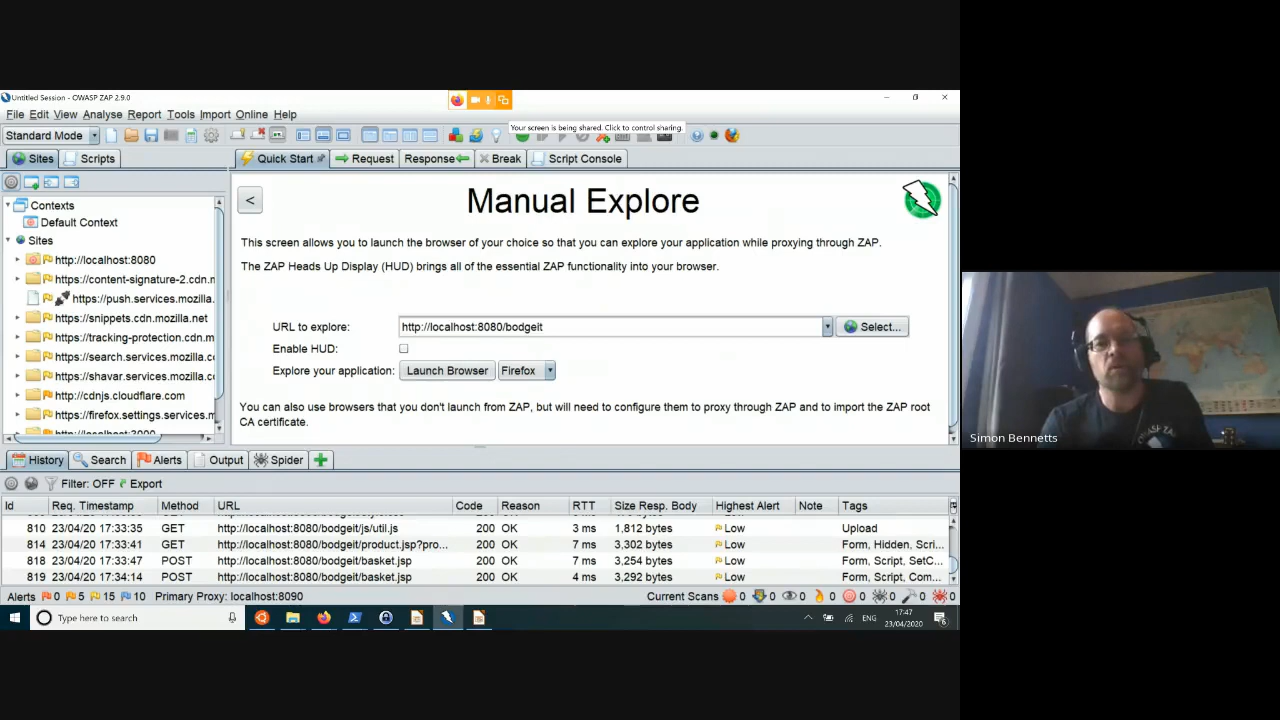 Untitled Session - OWASP ZAP 2.9.0
File Edit View Analyse Report Tools Import Online Help
Your screen is being shared. Click to control sharing.
Standard Mode
Sites Scripts
Quick Start Request Response Break Script Console
Contexts
Default Context
Sites
http://localhost:8080
https://content-signature-2.cdn.m
https://push.services.mozilla.
https://snippets.cdn.mozilla.net
https://tracking-protection.cdn.m
https://search.services.mozilla.co
https://shavar.services.mozilla.cc
http://cdnjs.cloudflare.com
https://firefox.settings.services.m
http://localhost:3000
<
Manual Explore
This screen allows you to launch the browser of your choice so that you can explore your application while proxying through ZAP.
The ZAP Heads Up Display (HUD) brings all of the essential ZAP functionality into your browser.
URL to explore: http://localhost:8080/bodgeit Select...
Enable HUD:
Explore your application: Launch Browser Firefox
You can also use browsers that you don't launch from ZAP, but will need to configure them to proxy through ZAP and to import the ZAP root
CA certificate.
History Search Alerts Output Spider
Filter: OFF Export
Id Req. Timestamp Method URL Code Reason RTT Size Resp. Body Highest Alert Note Tags
810 23/04/20 17:33:35 GET http://localhost:8080/bodgeit/js/util.js 200 OK 3 ms 1,812 bytes Low Upload
814 23/04/20 17:33:41 GET http://localhost:8080/bodgeit/product.jsp?pro... 200 OK 7 ms 3,302 bytes Low Form, Hidden, Scri...
818 23/04/20 17:33:47 POST http://localhost:8080/bodgeit/basket.jsp 200 OK 7 ms 3,254 bytes Low Form, Script, SetC...
819 23/04/20 17:34:14 POST http://localhost:8080/bodgeit/basket.jsp 200 OK 4 ms 3,292 bytes Low Form, Script, Com...
Alerts 0 5 15 10 Primary Proxy: localhost:8090 Current Scans 0 0 0 0 0 0 0 0
Type here to search
ENG
17:47
23/04/2020
OWASP ZAP
Simon Bennetts